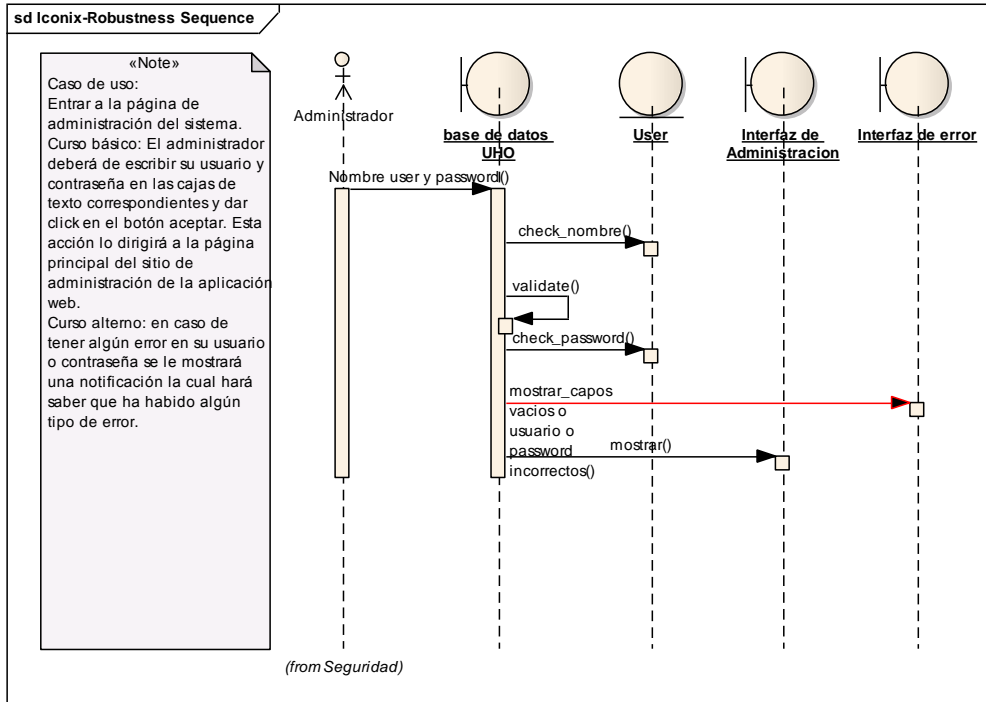 sd Iconix-Robustness Sequence
«Note»
Caso de uso:
Entrar a la página de
administración del sistema.
Curso básico: El administrador
deberá de escribir su usuario y
contraseña en las cajas de
texto correspondientes y dar
click en el botón aceptar. Esta
acción lo dirigirá a la página
principal del sitio de
administración de la aplicación
web.
Curso alterno: en caso de
tener algún error en su usuario
o contraseña se le mostrará
una notificación la cual hará
saber que ha habido algún
tipo de error.
Administrador
base de datos
UHO
User
Interfaz de
Administracion
Interfaz de error
Nombre user y password()
check_nombre()
validate()
check_password()
mostrar_capos
vacios o
usuario o
password
incorrectos()
mostrar()
(from Seguridad)